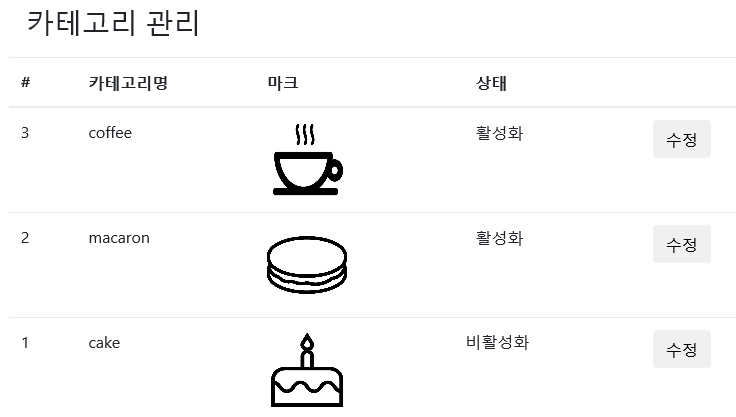 카테고리 관리
# 카테고리명 마크 상태
3 coffee 활성화 수정
2 macaron 활성화 수정
1 cake 비활성화 수정